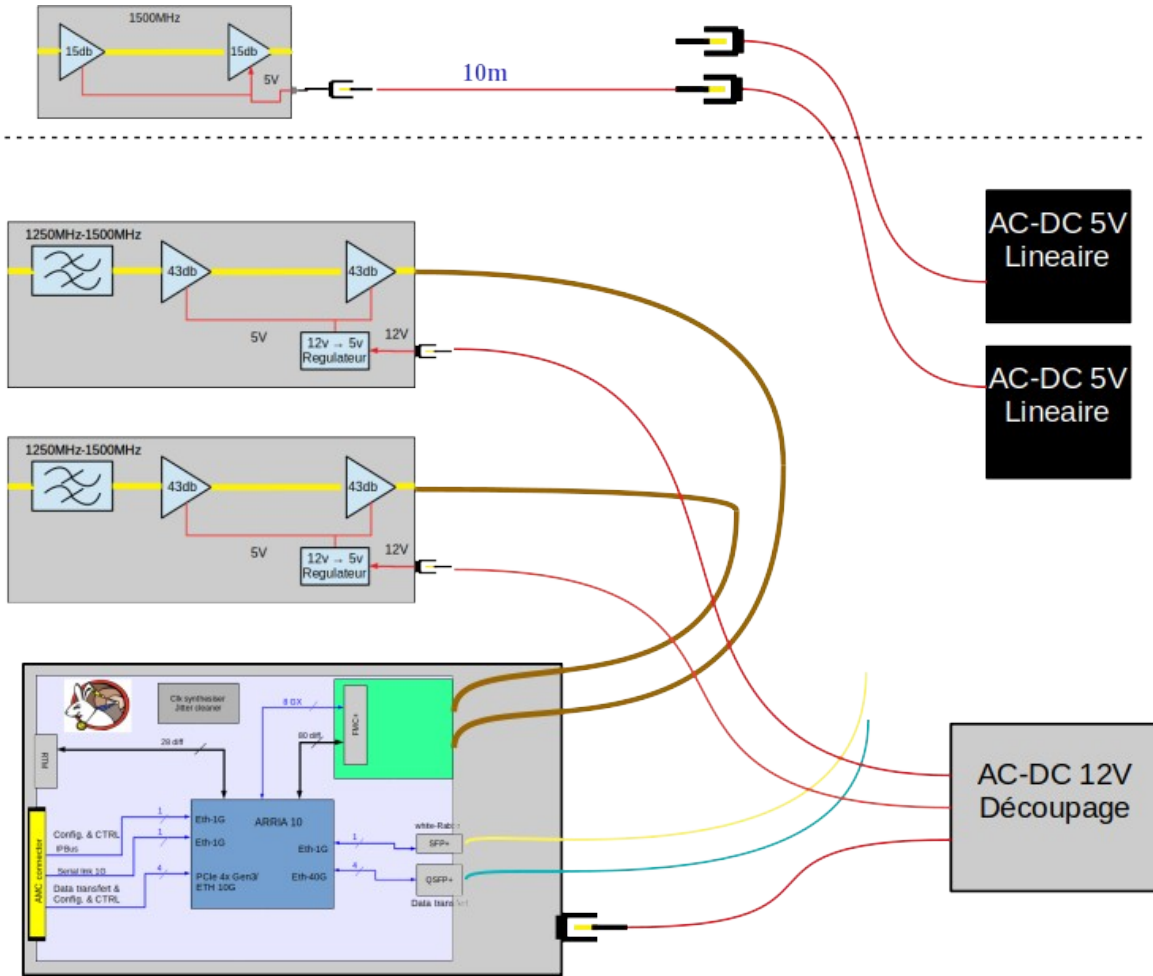 1500MHz
15db
15db
5V
10m
AC-DC 5V
Lineaire
AC-DC 5V
Lineaire
1250MHz-1500MHz
43db
43db
5V
12V
12v → 5v
Regulateur
1250MHz-1500MHz
43db
43db
5V
12V
12v → 5v
Regulateur
Clk synthesiser
Jitter cleaner
8 GX
FMC+
28 diff
80 diff
RTM
AMC connector
Config. & CTRL
IPBus
1
Eth-1G
Serial link 1G
1
Eth-1G
Data transfert &
Config. & CTRL
4
PCIe 4x Gen3/
ETH 10G
ARRIA 10
Eth-1G
1
SFP+
Eth-40G
4
QSFP+
AC-DC 12V
Découpage